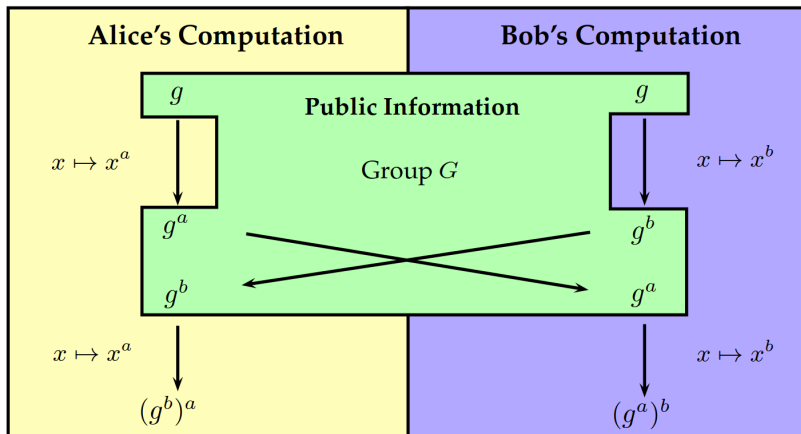 Alice's Computation
Bob's Computation
g
g
Public Information
x ↦ x^a
Group G
x ↦ x^b
g^a
g^b
g^b
g^a
x ↦ x^a
x ↦ x^b
(g^b)^a
(g^a)^b